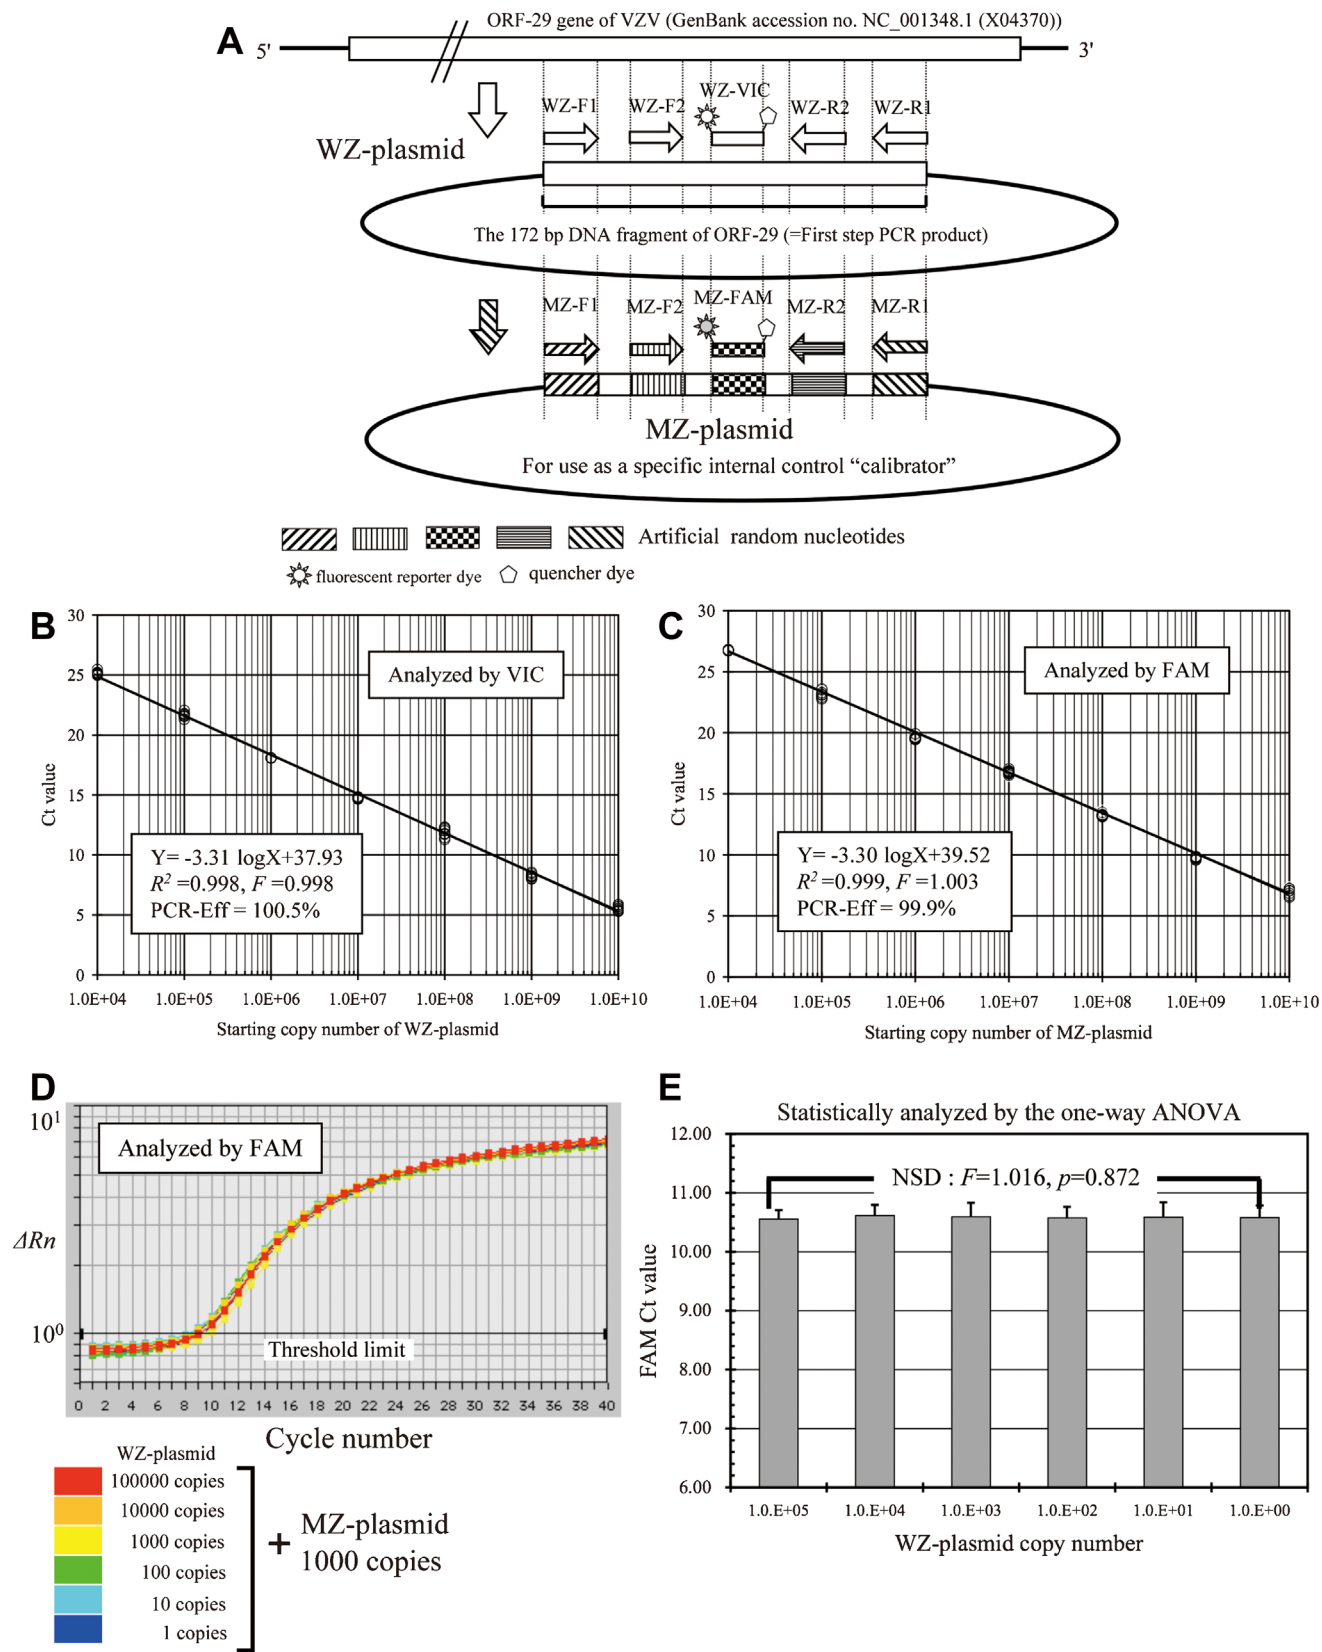 A
ORF-29 gene of VZV (GenBank accession no. NC_001348.1 (X04370))
5' 3'
WZ-VIC
WZ-F1 WZ-F2 WZ-R2 WZ-R1
WZ-plasmid
The 172 bp DNA fragment of ORF-29 (=First step PCR product)
MZ-FAM
MZ-F1 MZ-F2 MZ-R2 MZ-R1
MZ-plasmid
For use as a specific internal control “calibrator”
Artificial random nucleotides
fluorescent reporter dye quencher dye
B
30
25
20
15
10
5
0
Ct value
Analyzed by VIC
Y= -3.31 logX+37.93
R2 =0.998, F =0.998
PCR-Eff = 100.5%
1.0E+04 1.0E+05 1.0E+06 1.0E+07 1.0E+08 1.0E+09 1.0E+10
Starting copy number of WZ-plasmid
C
30
25
20
15
10
5
0
Ct value
Analyzed by FAM
Y= -3.30 logX+39.52
R2 =0.999, F =1.003
PCR-Eff = 99.9%
1.0E+04 1.0E+05 1.0E+06 1.0E+07 1.0E+08 1.0E+09 1.0E+10
Starting copy number of MZ-plasmid
D
101
Analyzed by FAM
ΔRn
100
Threshold limit
0 2 4 6 8 10 12 14 16 18 20 22 24 26 28 30 32 34 36 38 40
Cycle number
WZ-plasmid
100000 copies
10000 copies
1000 copies
100 copies
10 copies
1 copies
+ MZ-plasmid
1000 copies
E
Statistically analyzed by the one-way ANOVA
12.00
11.00
10.00
9.00
8.00
7.00
6.00
FAM Ct value
NSD : F=1.016, p=0.872
1.0.E+05 1.0.E+04 1.0.E+03 1.0.E+02 1.0.E+01 1.0.E+00
WZ-plasmid copy number